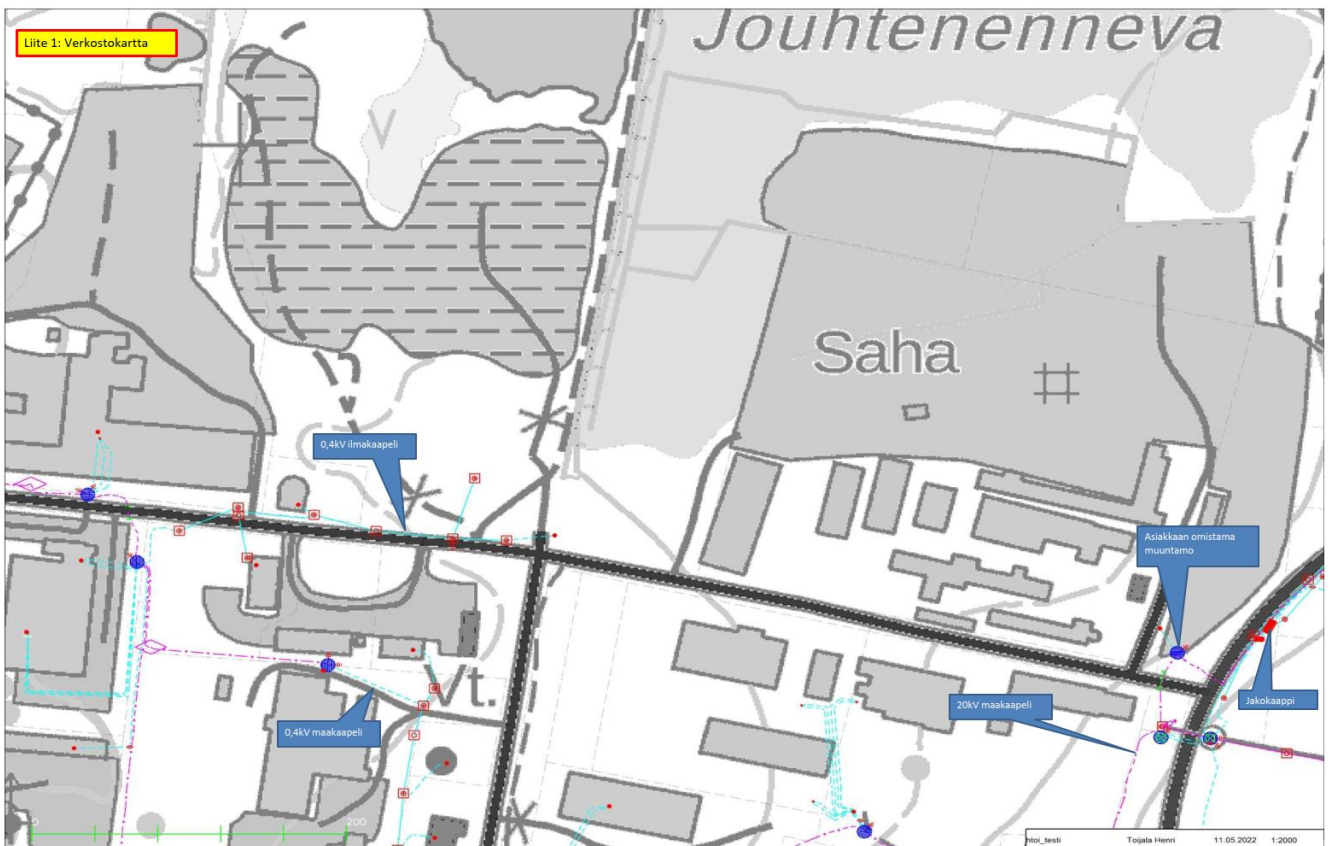 Liite 1: Verkostokartta
Jouhtenenneva
Saha
0,4kV ilmakaapeli
Asiakkaan omistama
muuntamo
Vt.
20kV maakaapeli
Jakokaappi
0,4kV maakaapeli
0
200
Toijala Henri 11.05.2022 1:2000